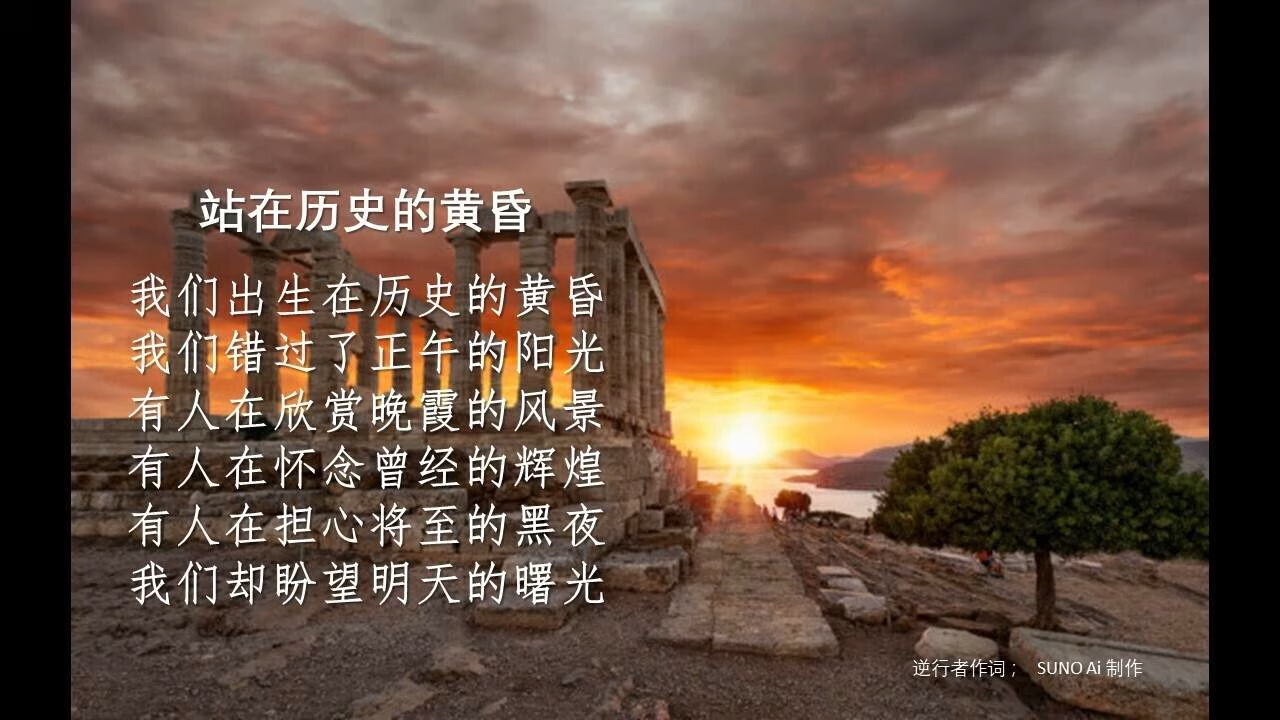 站在历史的黄昏
我们出生在历史的黄昏
我们错过了正午的阳光
有人在欣赏晚霞的风景
有人在怀念曾经的辉煌
有人在担心将至的黑夜
我们却盼望明天的曙光
逆行者作词； SUNO Ai 制作